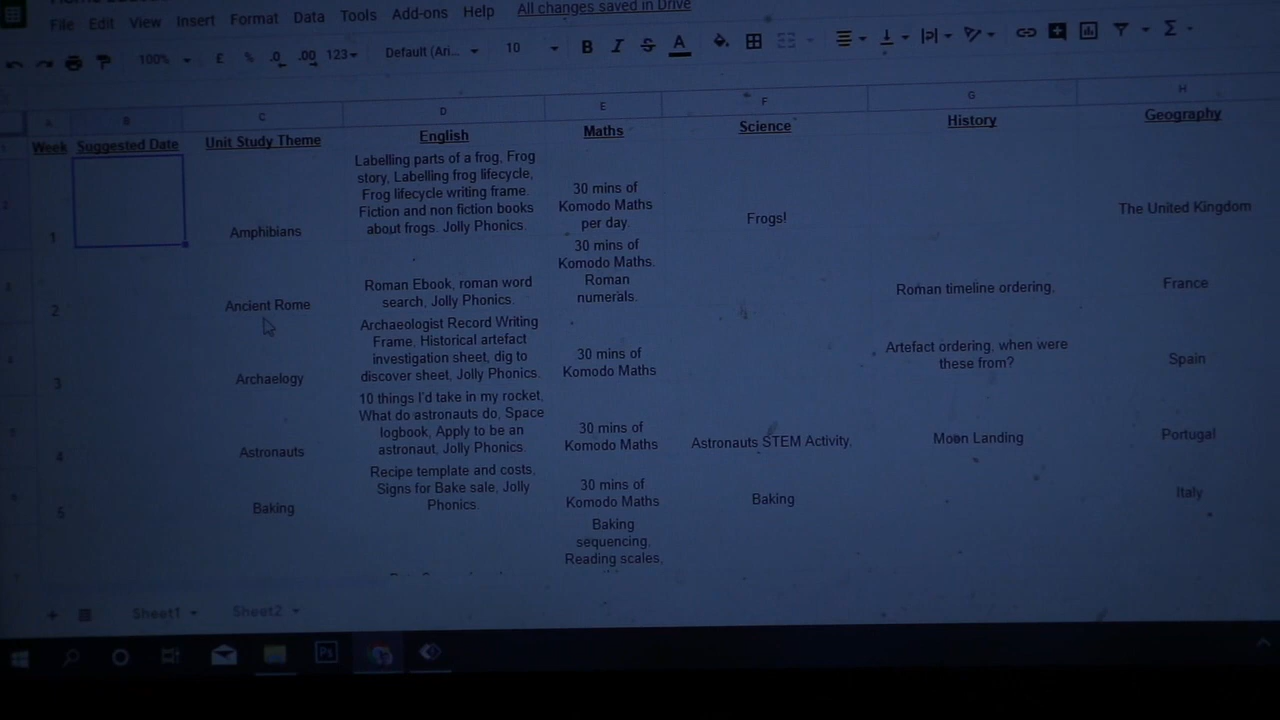 File Edit View Insert Format Data Tools Add-ons Help All changes saved in Drive
100% £ % .0 .00 123 Default (Ari... 10 B I S A
A B C D E F G H
Week Suggested Date Unit Study Theme English Maths Science History Geography
Labelling parts of a frog, Frog
story, Labelling frog lifecycle,
Frog lifecycle writing frame.
Fiction and non fiction books
about frogs. Jolly Phonics.
30 mins of
Komodo Maths
per day.
1 Amphibians Frogs! The United Kingdom
30 mins of
Komodo Maths.
Roman
numerals.
Roman Ebook, roman word
search, Jolly Phonics.
2 Ancient Rome Roman timeline ordering. France
Archaeologist Record Writing
Frame, Historical artefact
investigation sheet, dig to
discover sheet, Jolly Phonics.
30 mins of
Komodo Maths
Artefact ordering, when were
these from?
3 Archaelogy Spain
10 things I'd take in my rocket,
What do astronauts do, Space
logbook, Apply to be an
astronaut, Jolly Phonics.
30 mins of
Komodo Maths
4 Astronauts Astronauts STEM Activity, Moon Landing Portugal
Recipe template and costs,
Signs for Bake sale, Jolly
Phonics.
30 mins of
Komodo Maths
5 Baking Baking Italy
Baking
sequencing,
Reading scales,
Sheet1 Sheet2
Ps